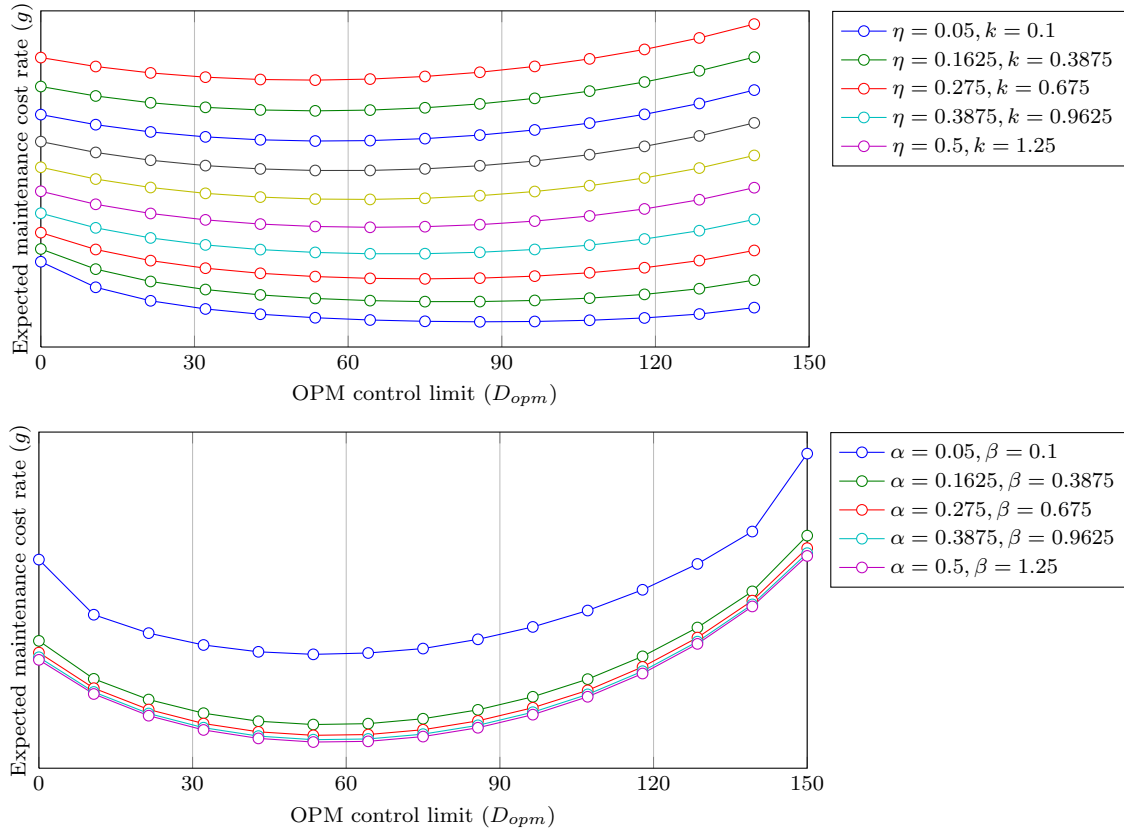 Expected maintenance cost rate (g)
η = 0.05, k = 0.1
η = 0.1625, k = 0.3875
η = 0.275, k = 0.675
η = 0.3875, k = 0.9625
η = 0.5, k = 1.25
0 30 60 90 120 150
OPM control limit (D_opm)
Expected maintenance cost rate (g)
α = 0.05, β = 0.1
α = 0.1625, β = 0.3875
α = 0.275, β = 0.675
α = 0.3875, β = 0.9625
α = 0.5, β = 1.25
0 30 60 90 120 150
OPM control limit (D_opm)